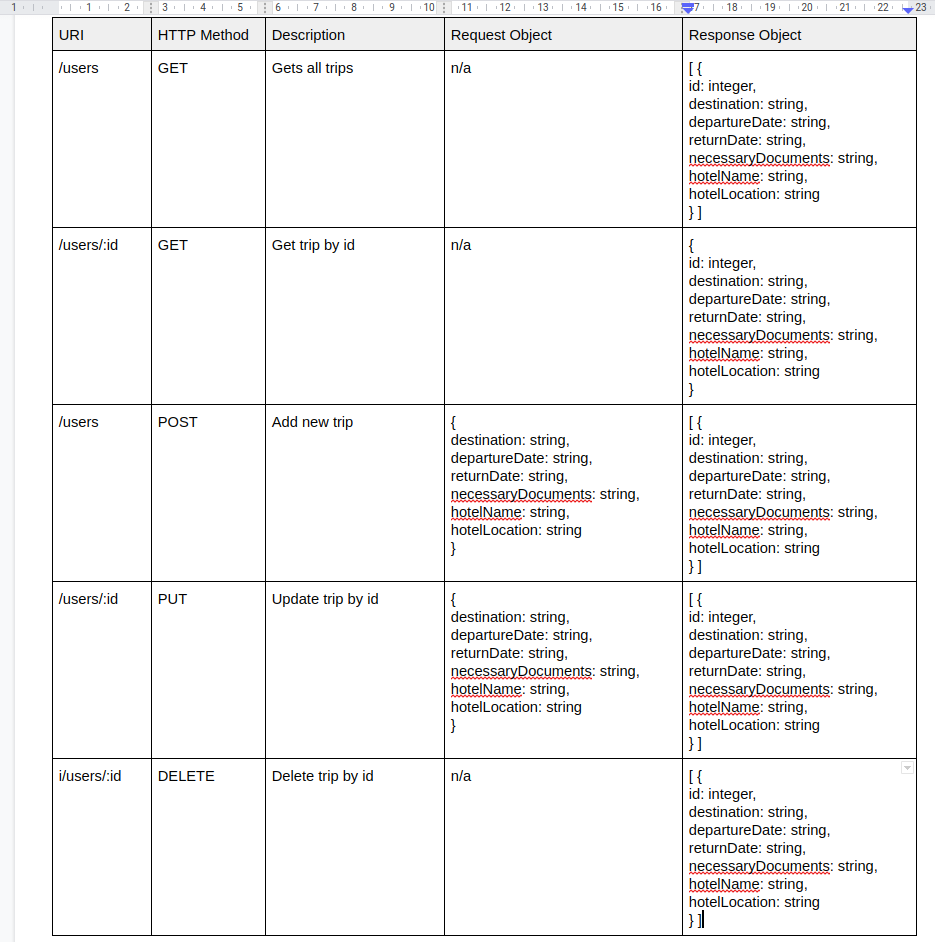 1 1 2 3 4 5 6 7 8 9 10 11 12 13 14 15 16 17 18 19 20 21 22 23
URI HTTP Method Description Request Object Response Object
/users GET Gets all trips n/a [ {
id: integer,
destination: string,
departureDate: string,
returnDate: string,
necessaryDocuments: string,
hotelName: string,
hotelLocation: string
} ]
/users/:id GET Get trip by id n/a {
id: integer,
destination: string,
departureDate: string,
returnDate: string,
necessaryDocuments: string,
hotelName: string,
hotelLocation: string
}
/users POST Add new trip
{
destination: string,
departureDate: string,
returnDate: string,
necessaryDocuments: string,
hotelName: string,
hotelLocation: string
}
[ {
id: integer,
destination: string,
departureDate: string,
returnDate: string,
necessaryDocuments: string,
hotelName: string,
hotelLocation: string
} ]
/users/:id PUT Update trip by id
{
destination: string,
departureDate: string,
returnDate: string,
necessaryDocuments: string,
hotelName: string,
hotelLocation: string
}
[ {
id: integer,
destination: string,
departureDate: string,
returnDate: string,
necessaryDocuments: string,
hotelName: string,
hotelLocation: string
} ]
i/users/:id DELETE Delete trip by id n/a [ {
id: integer,
destination: string,
departureDate: string,
returnDate: string,
necessaryDocuments: string,
hotelName: string,
hotelLocation: string
} ]